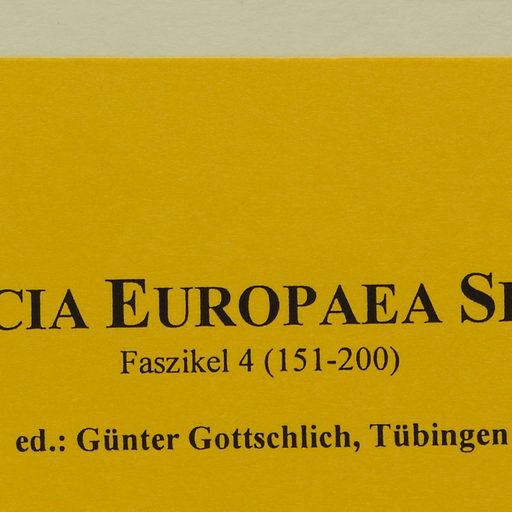 CIA EUROPAEA S
Faszikel 4 (151-200)
ed.: Günter Gottschlich, Tübingen